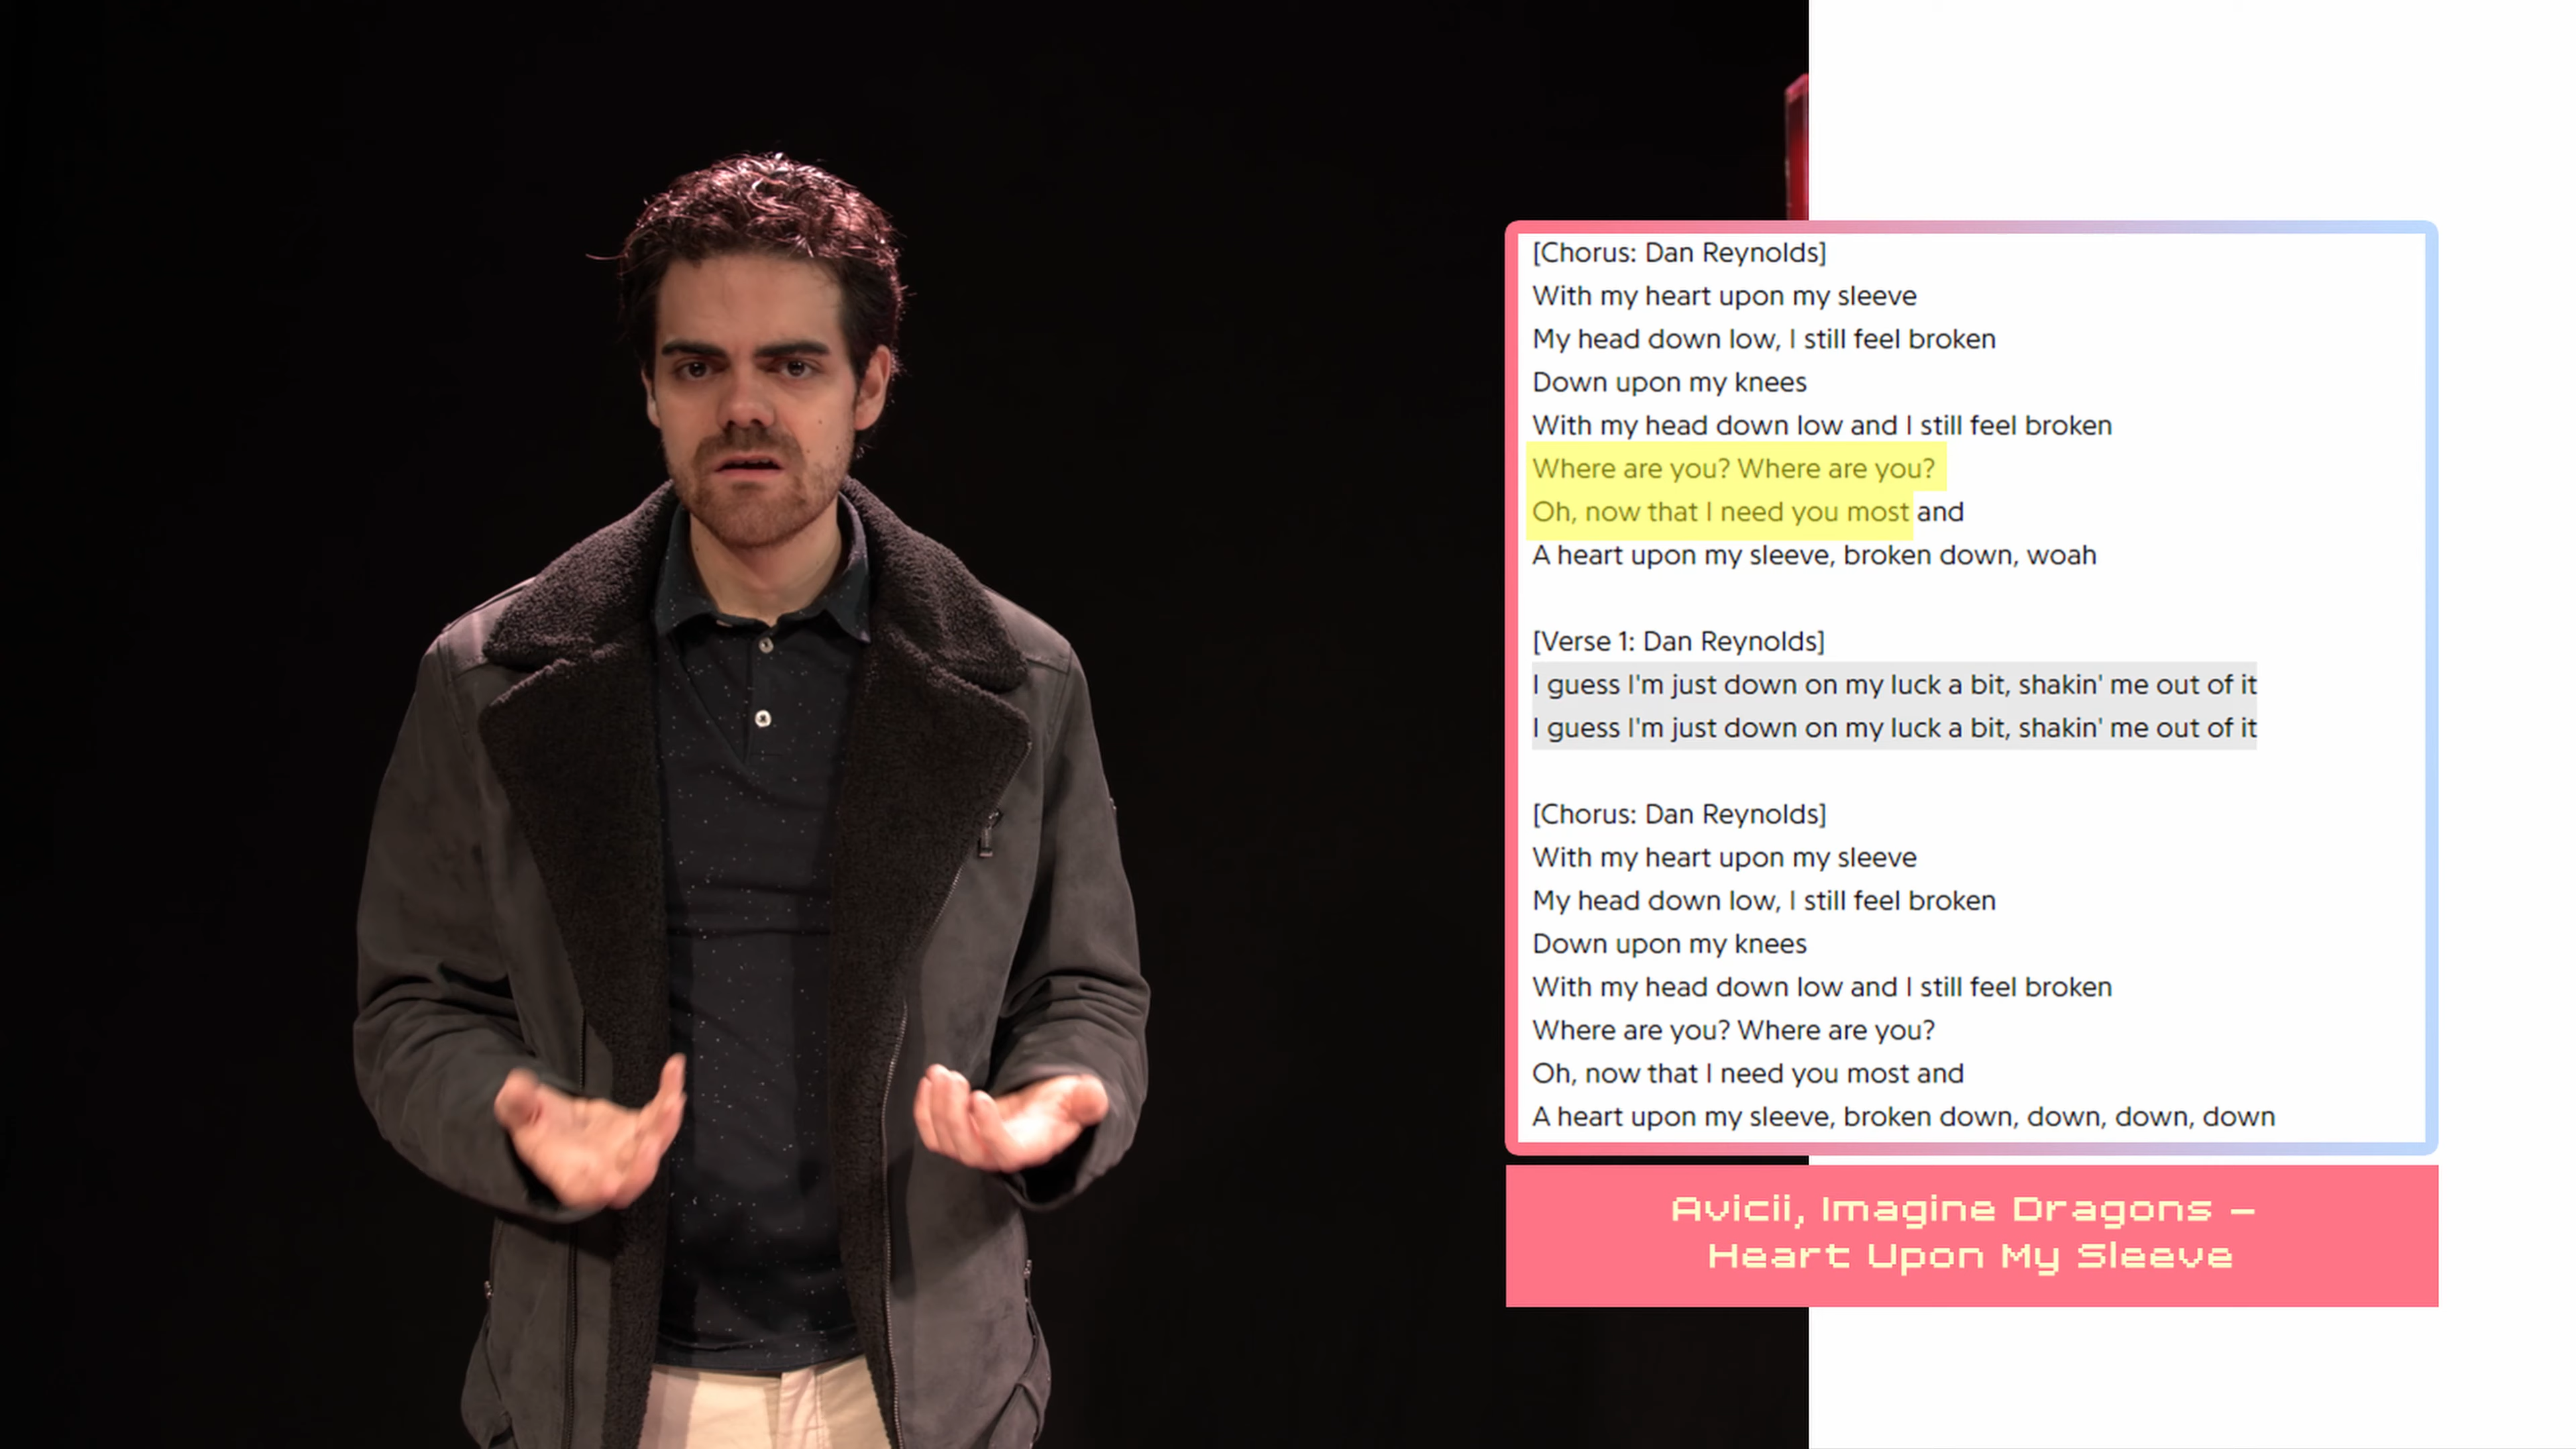 [Chorus: Dan Reynolds]
With my heart upon my sleeve
My head down low, I still feel broken
Down upon my knees
With my head down low and I still feel broken
Where are you? Where are you?
Oh, now that I need you most and
A heart upon my sleeve, broken down, woah
[Verse 1: Dan Reynolds]
I guess I'm just down on my luck a bit, shakin' me out of it
I guess I'm just down on my luck a bit, shakin' me out of it
[Chorus: Dan Reynolds]
With my heart upon my sleeve
My head down low, I still feel broken
Down upon my knees
With my head down low and I still feel broken
Where are you? Where are you?
Oh, now that I need you most and
A heart upon my sleeve, broken down, down, down, down
Avicii, Imagine Dragons –
Heart Upon My Sleeve